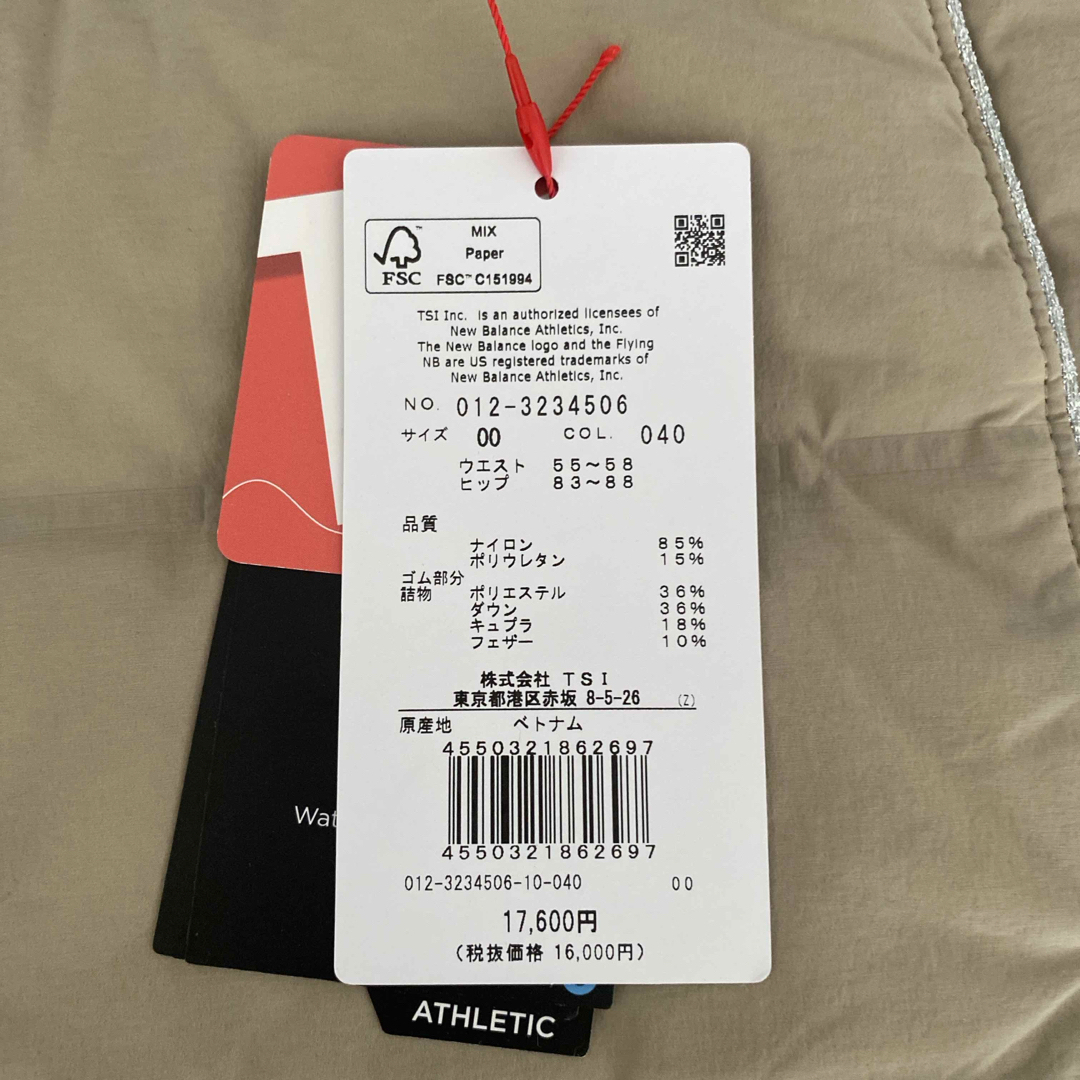 MIX
Paper
FSC™
FSC™ C151994
TSI Inc. is an authorized licensees of
New Balance Athletics, Inc.
The New Balance logo and the Flying
NB are US registered trademarks of
New Balance Athletics, Inc.
NO. 012-3234506
サイズ 00 COL. 040
ウエスト 55～58
ヒップ 83～88
品質
ナイロン 85%
ポリウレタン 15%
ゴム部分
詰物 ポリエステル 36%
ダウン 36%
キュプラ 18%
フェザー 10%
株式会社 TSI
東京都港区赤坂 8-5-26 (Z)
原産地 ベトナム
4550321862697
4550321862697
012-3234506-10-040 00
17,600円
(税抜価格 16,000円)
Wat
ATHLETIC